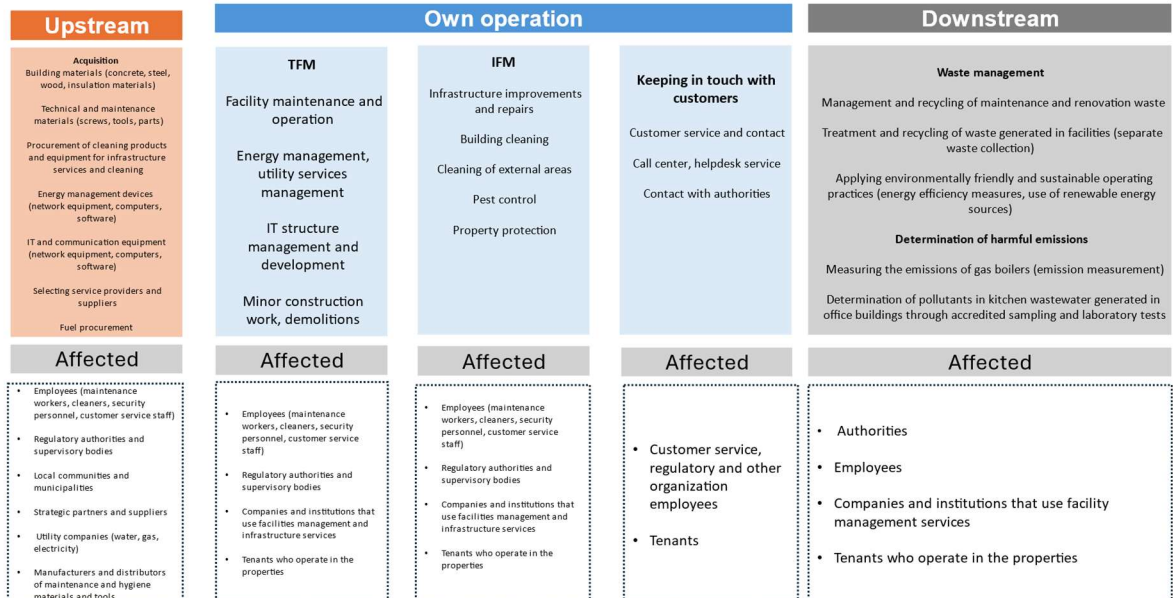 Upstream
Acquisition
Building materials (concrete, steel,
wood, insulation materials)
Technical and maintenance
materials (screws, tools, parts)
Procurement of cleaning products
and equipment for infrastructure
services and cleaning
Energy management devices
(network equipment, computers,
software)
IT and communication equipment
(network equipment, computers,
software)
Selecting service providers and
suppliers
Fuel procurement
Affected
• Employees (maintenance
workers, cleaners, security
personnel, customer service staff)
• Regulatory authorities and
supervisory bodies
• Local communities and
municipalities
• Strategic partners and suppliers
• Utility companies (water, gas,
electricity)
• Manufacturers and distributors
of maintenance and hygiene
materials and tools
Own operation
TFM
Facility maintenance and
operation
Energy management,
utility services
management
IT structure
management and
development
Minor construction
work, demolitions
Affected
• Employees (maintenance
workers, cleaners, security
personnel, customer service
staff)
• Regulatory authorities and
supervisory bodies
• Companies and institutions that
use facilities management and
infrastructure services
• Tenants who operate in the
properties
IFM
Infrastructure improvements
and repairs
Building cleaning
Cleaning of external areas
Pest control
Property protection
Affected
• Employees (maintenance
workers, cleaners, security
personnel, customer service
staff)
• Regulatory authorities and
supervisory bodies
• Companies and institutions that
use facilities management and
infrastructure services
• Tenants who operate in the
properties
Keeping in touch with
customers
Customer service and contact
Call center, helpdesk service
Contact with authorities
Affected
• Customer service,
regulatory and other
organization
employees
• Tenants
Downstream
Waste management
Management and recycling of maintenance and renovation waste
Treatment and recycling of waste generated in facilities (separate
waste collection)
Applying environmentally friendly and sustainable operating
practices (energy efficiency measures, use of renewable energy
sources)
Determination of harmful emissions
Measuring the emissions of gas boilers (emission measurement)
Determination of pollutants in kitchen wastewater generated in
office buildings through accredited sampling and laboratory tests
Affected
• Authorities
• Employees
• Companies and institutions that use facility
management services
• Tenants who operate in the properties